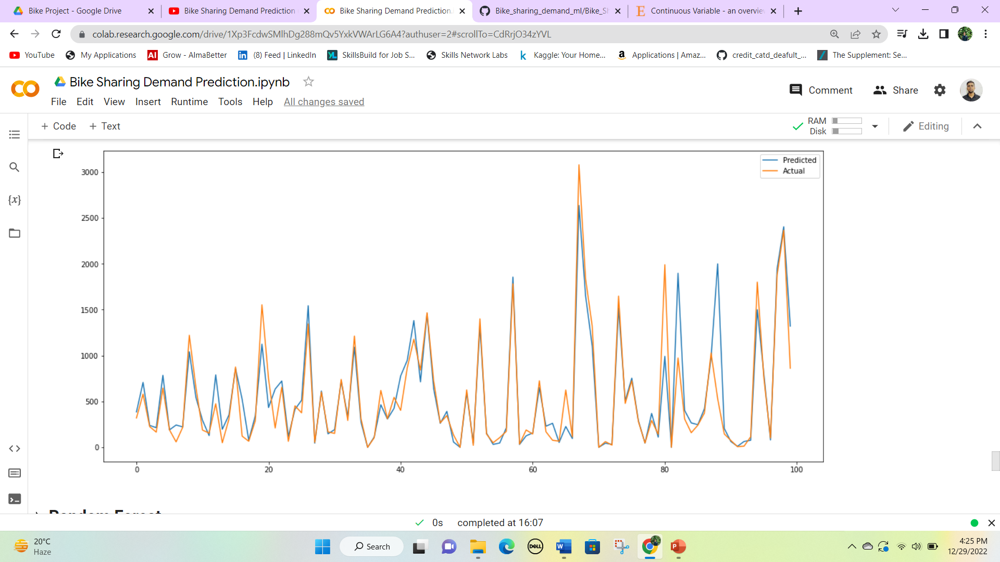 Bike Project - Google Drive
Bike Sharing Demand Prediction
Bike Sharing Demand Prediction.
Bike_sharing_demand_ml/Bike_Sh
Continuous Variable - an overview
colab.research.google.com/drive/1Xp3FcdwSMlhDg288mQv5YxkVWArLG6A4?authuser=2#scrollTo=CdRrjO34zYVL
YouTube
My Applications
AI Grow - AlmaBetter
(8) Feed | LinkedIn
SkillsBuild for Job S...
Skills Network Labs
Kaggle: Your Home...
Applications | Amaz...
credit_catd_deafult_...
The Supplement: Se...
Bike Sharing Demand Prediction.ipynb
File Edit View Insert Runtime Tools Help All changes saved
Comment
Share
+ Code + Text
RAM
Disk
Editing
{x}
Predicted
Actual
3000
2500
2000
1500
1000
500
0
0 20 40 60 80 100
Random Forest
0s completed at 16:07
20°C
Haze
Search
DELL
4:25 PM
12/29/2022